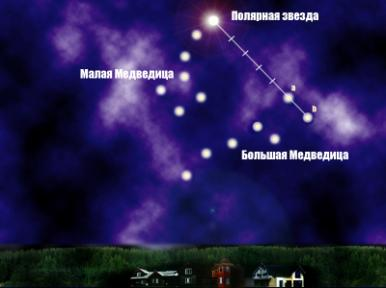 Полярная звезда
Малая Медведица
a
b
Большая Медведица